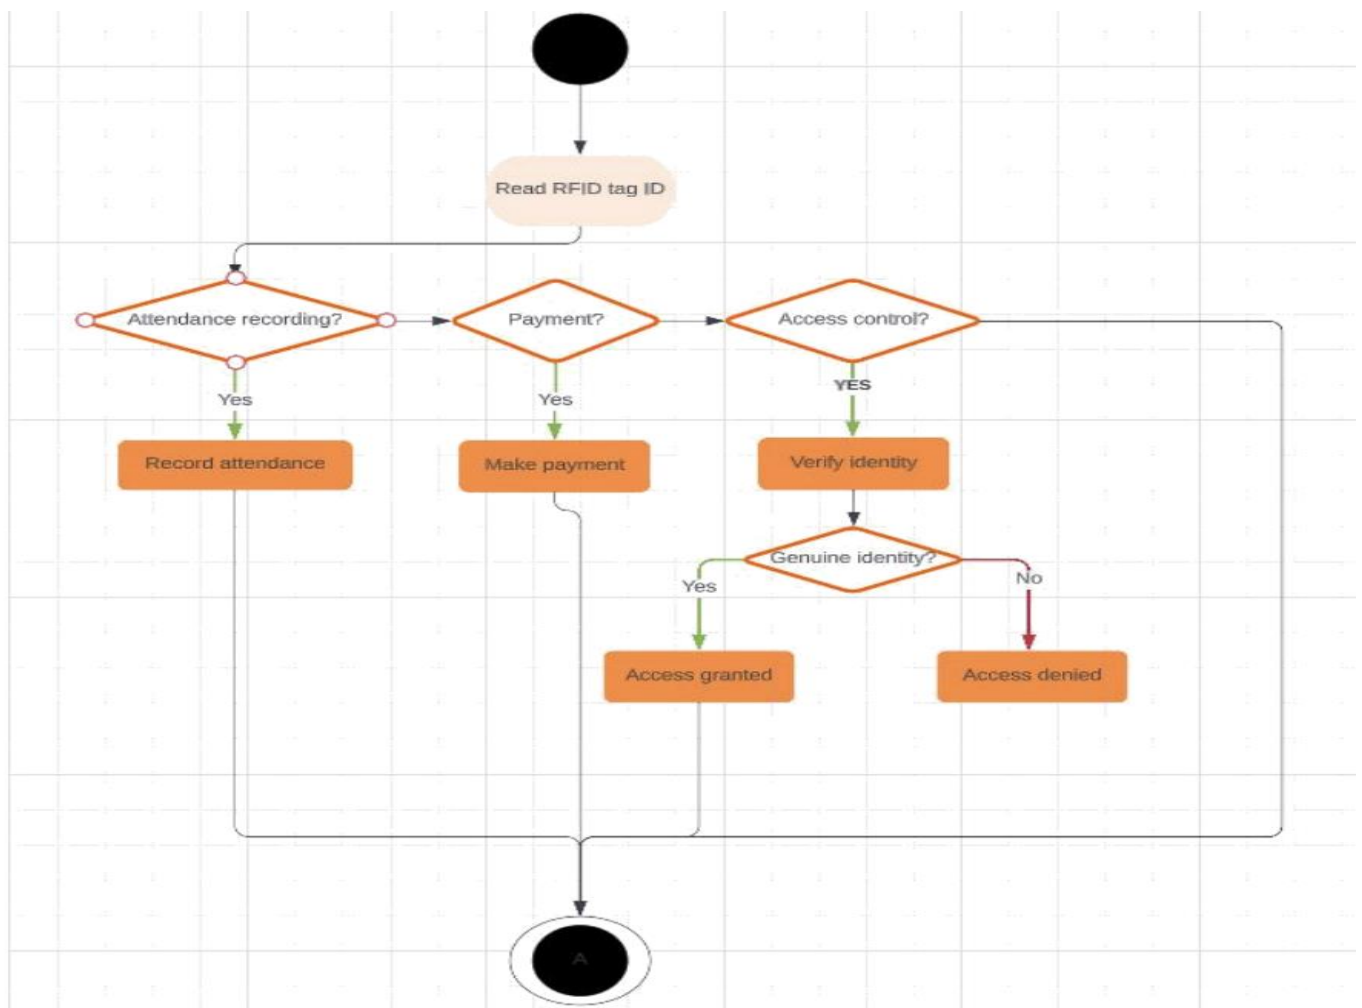 Read RFID tag ID
Attendance recording?
Payment?
Access control?
Yes
Yes
YES
Record attendance
Make payment
Verify identity
Genuine identity?
Yes
No
Access granted
Access denied
A